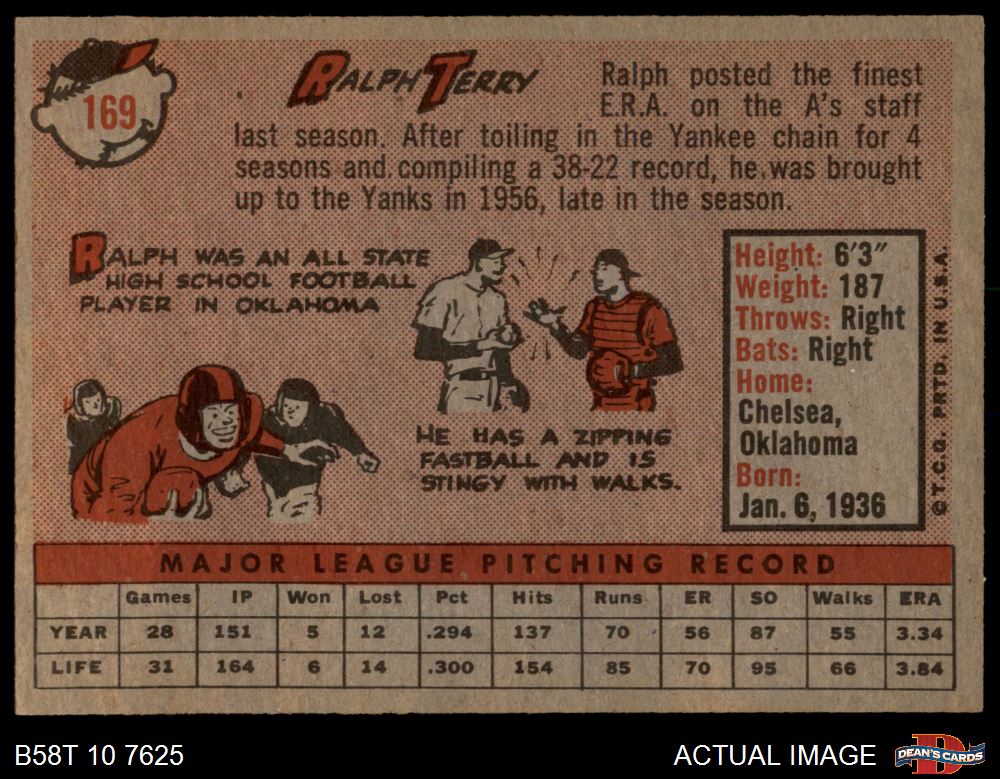 169
RALPH TERRY
Ralph posted the finest
E.R.A. on the A's staff
last season. After toiling in the Yankee chain for 4
seasons and compiling a 38-22 record, he was brought
up to the Yanks in 1956, late in the season.
RALPH WAS AN ALL STATE
HIGH SCHOOL FOOTBALL
PLAYER IN OKLAHOMA
HE HAS A ZIPPING
FASTBALL AND IS
STINGY WITH WALKS.
Height: 6'3"
Weight: 187
Throws: Right
Bats: Right
Home:
Chelsea,
Oklahoma
Born:
Jan. 6, 1936
© T.C.G. PRTD. IN U.S.A.
MAJOR LEAGUE PITCHING RECORD
Games IP Won Lost Pct Hits Runs ER SO Walks ERA
YEAR 28 151 5 12 .294 137 70 56 87 55 3.34
LIFE 31 164 6 14 .300 154 85 70 95 66 3.84
B58T 10 7625
ACTUAL IMAGE
DEAN'S CARDS